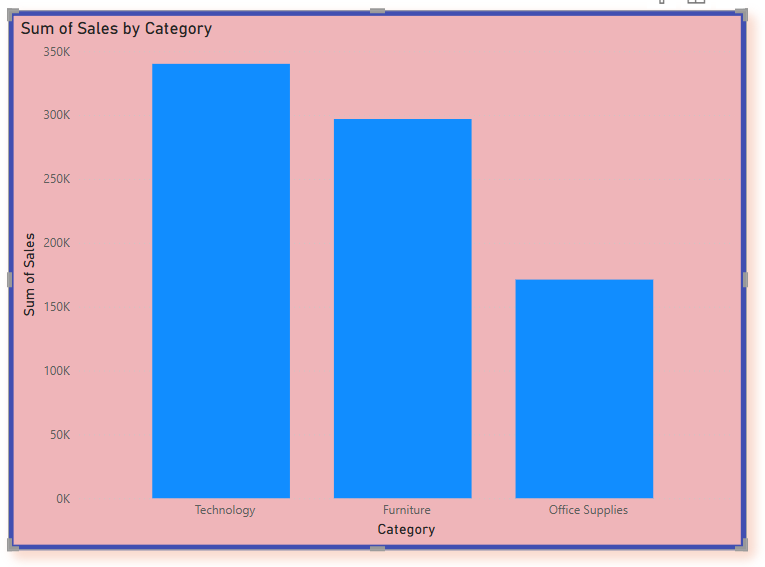 Sum of Sales by Category
350K
300K
250K
200K
150K
100K
50K
0K
Sum of Sales
Technology Furniture Office Supplies
Category